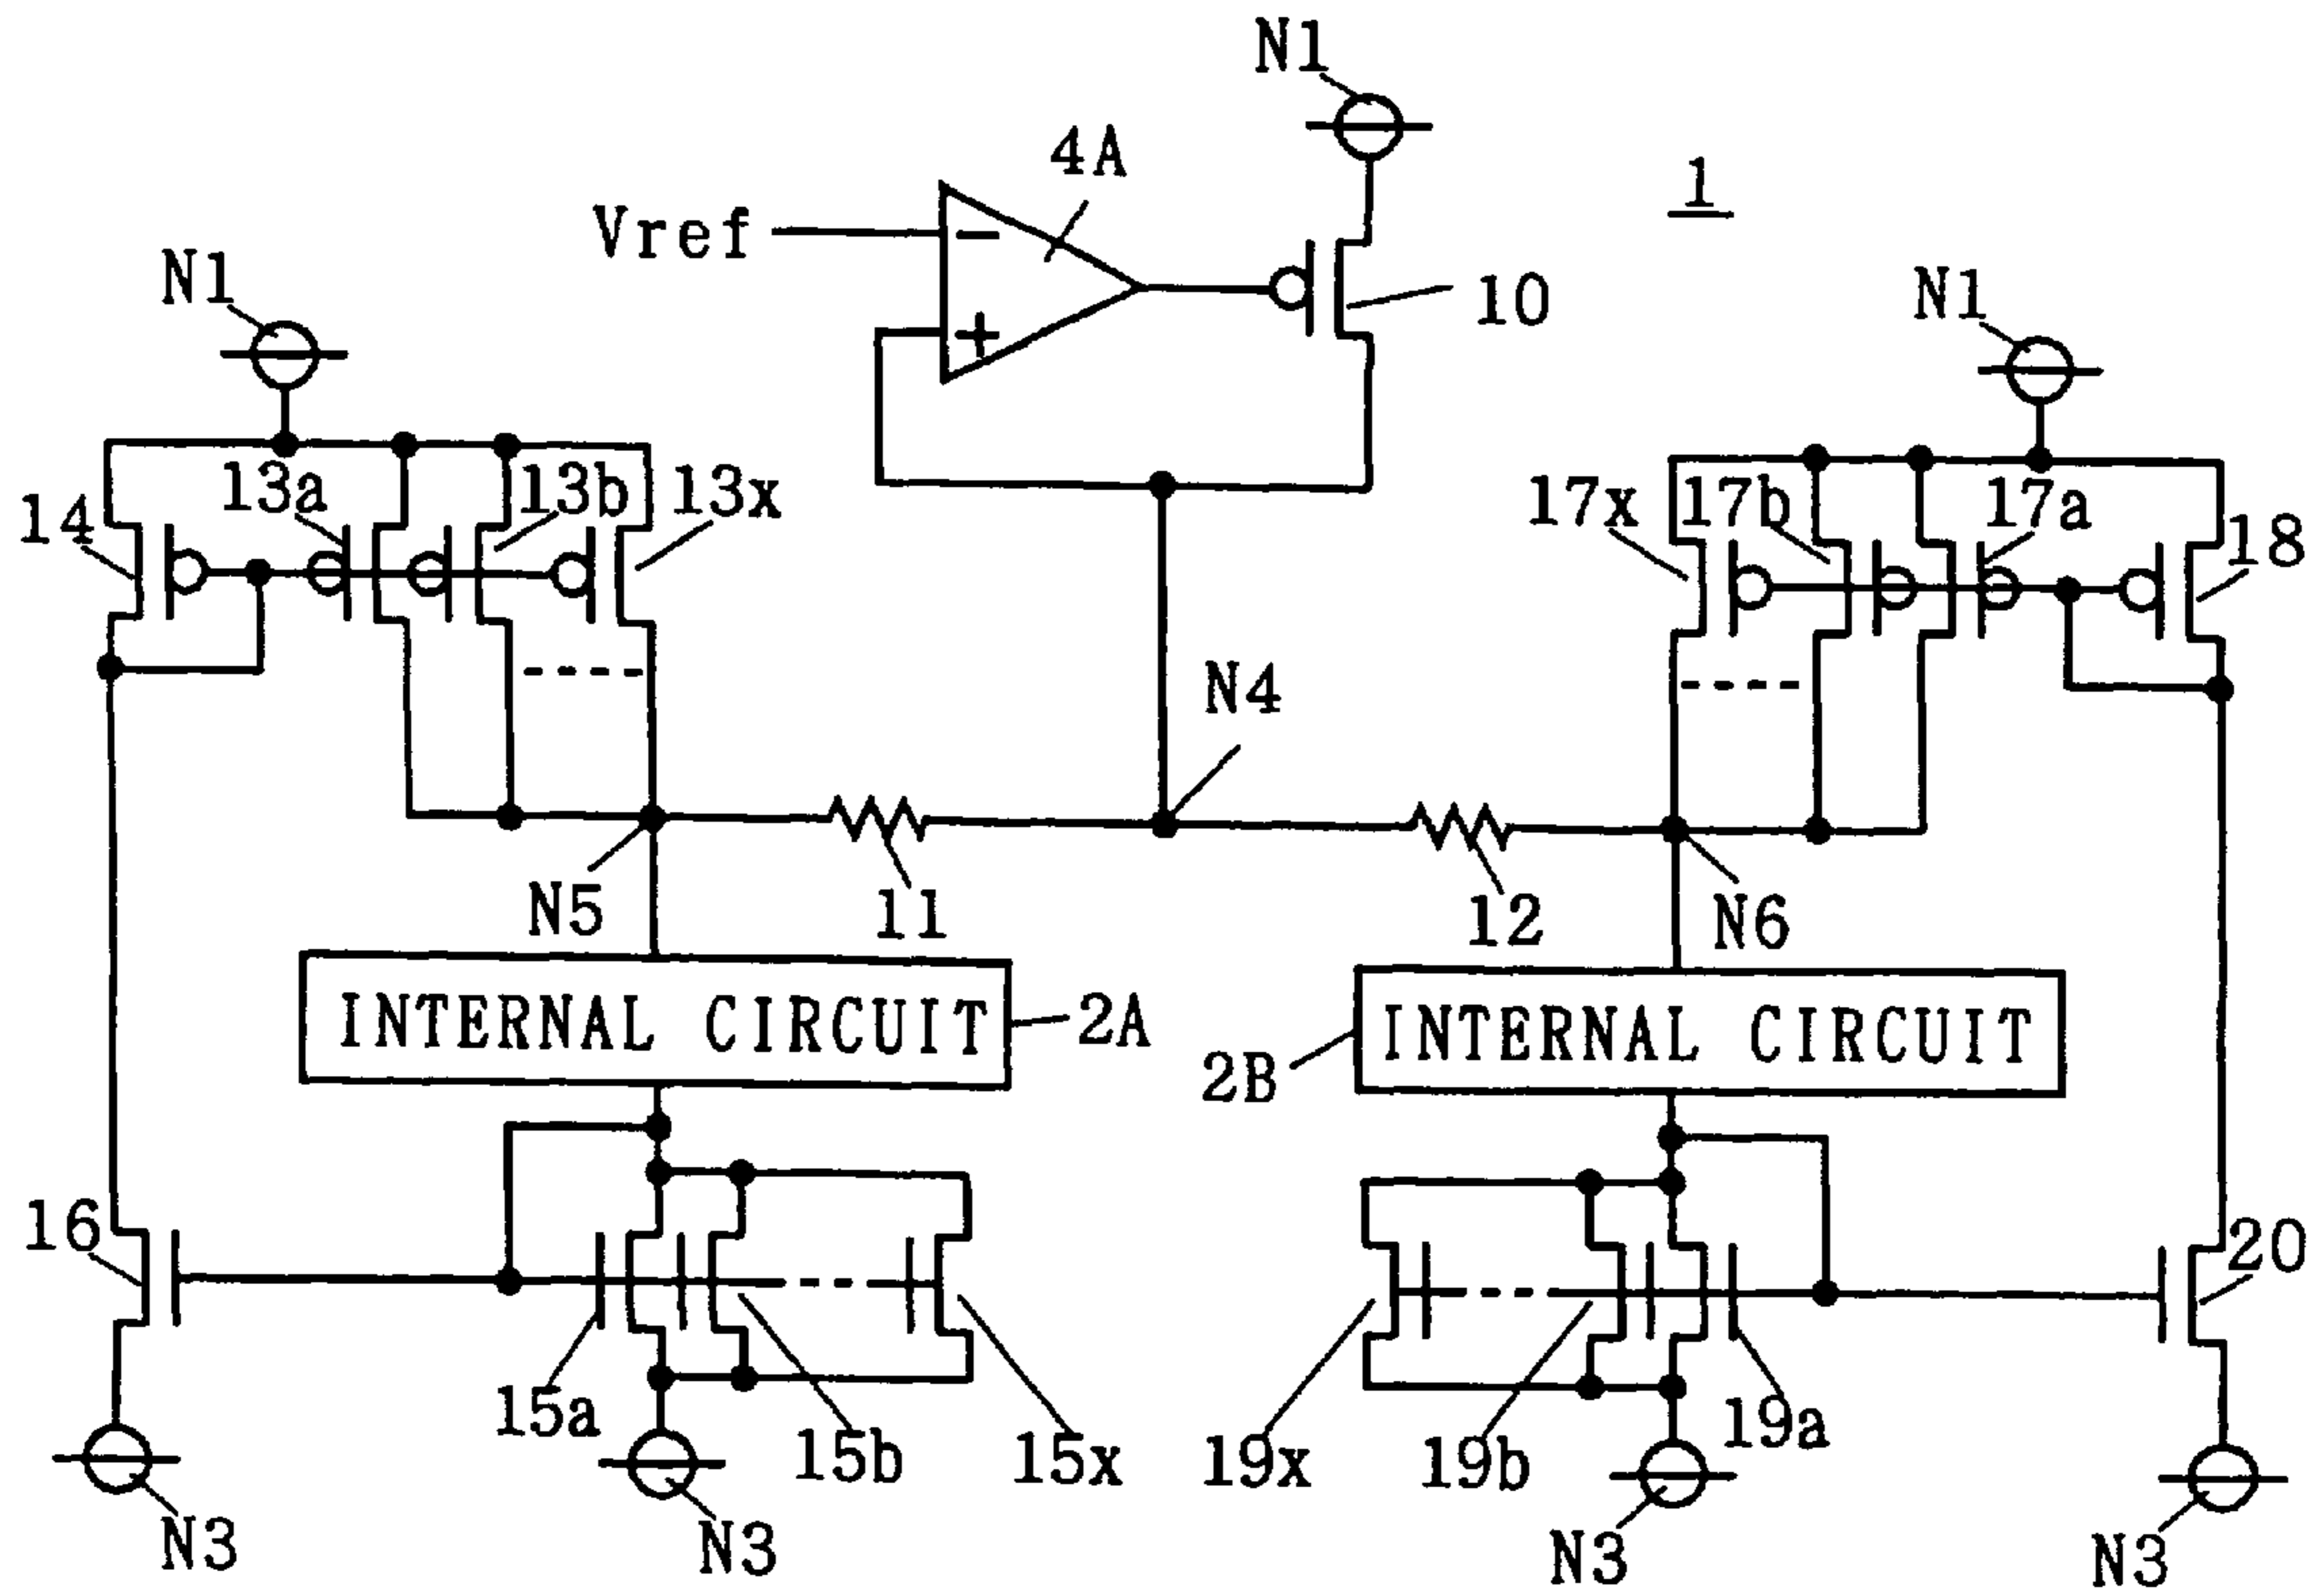 N1
4A
1
Vref
−
+
10
N1
N1
13a
13b
13x
14
17x
17b
17a
18
N4
N5
11
12
N6
INTERNAL CIRCUIT
2A
INTERNAL CIRCUIT
2B
16
20
15a
15b
15x
19x
19b
19a
N3
N3
N3
N3